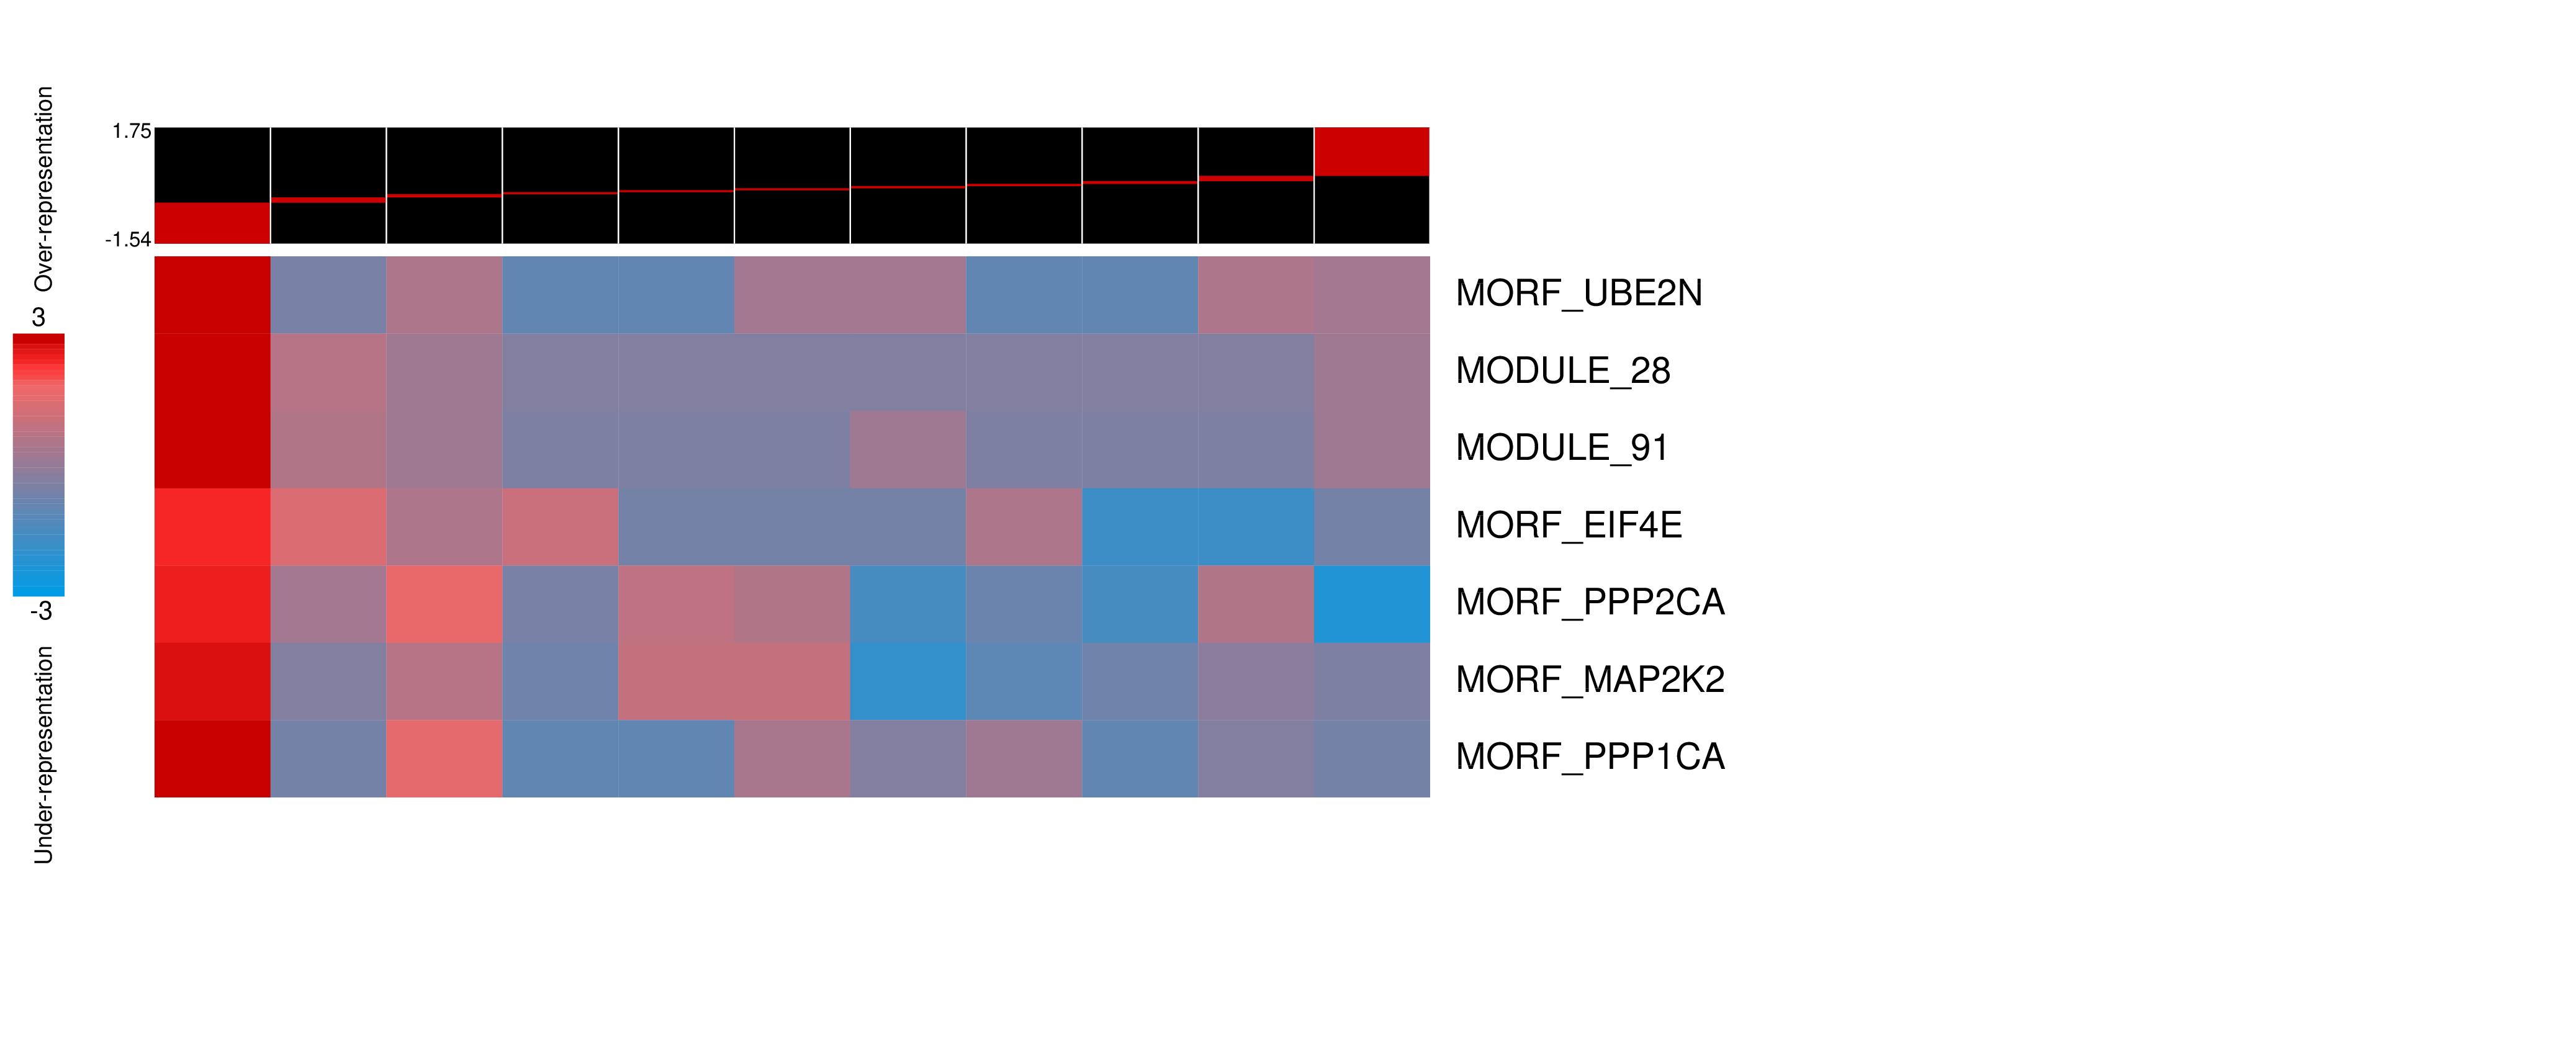 Over-representation
3
-3
Under-representation
1.75
-1.54
MORF_UBE2N
MODULE_28
MODULE_91
MORF_EIF4E
MORF_PPP2CA
MORF_MAP2K2
MORF_PPP1CA